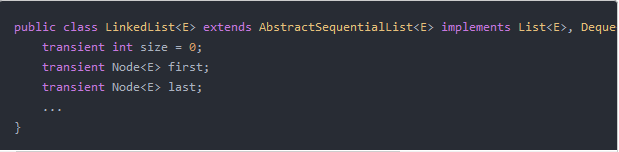 public class LinkedList<E> extends AbstractSequentialList<E> implements List<E>, Deque
transient int size = 0;
transient Node<E> first;
transient Node<E> last;
...
}